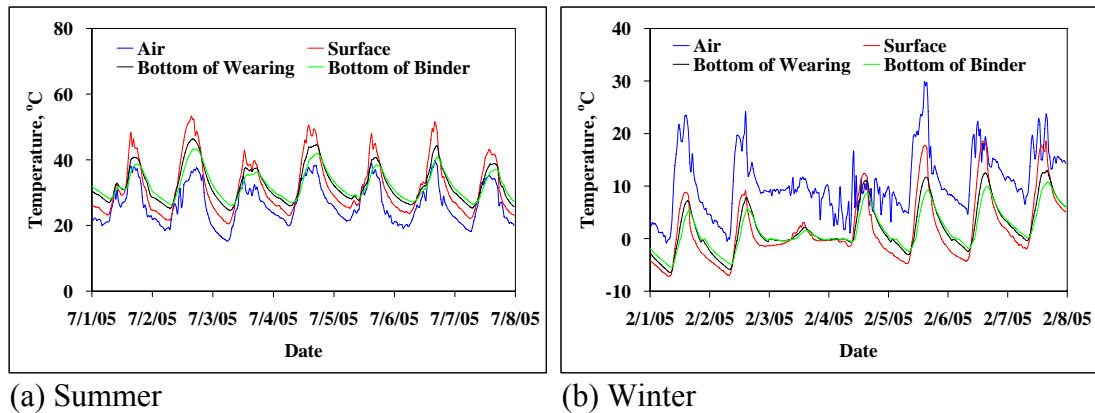 80
60
40
20
0
Temperature, °C
Air
Surface
Bottom of Wearing
Bottom of Binder
7/1/05 7/2/05 7/3/05 7/4/05 7/5/05 7/6/05 7/7/05 7/8/05
Date
(a) Summer
40
30
20
10
0
-10
Temperature, °C
Air
Surface
Bottom of Wearing
Bottom of Binder
2/1/05 2/2/05 2/3/05 2/4/05 2/5/05 2/6/05 2/7/05 2/8/05
Date
(b) Winter